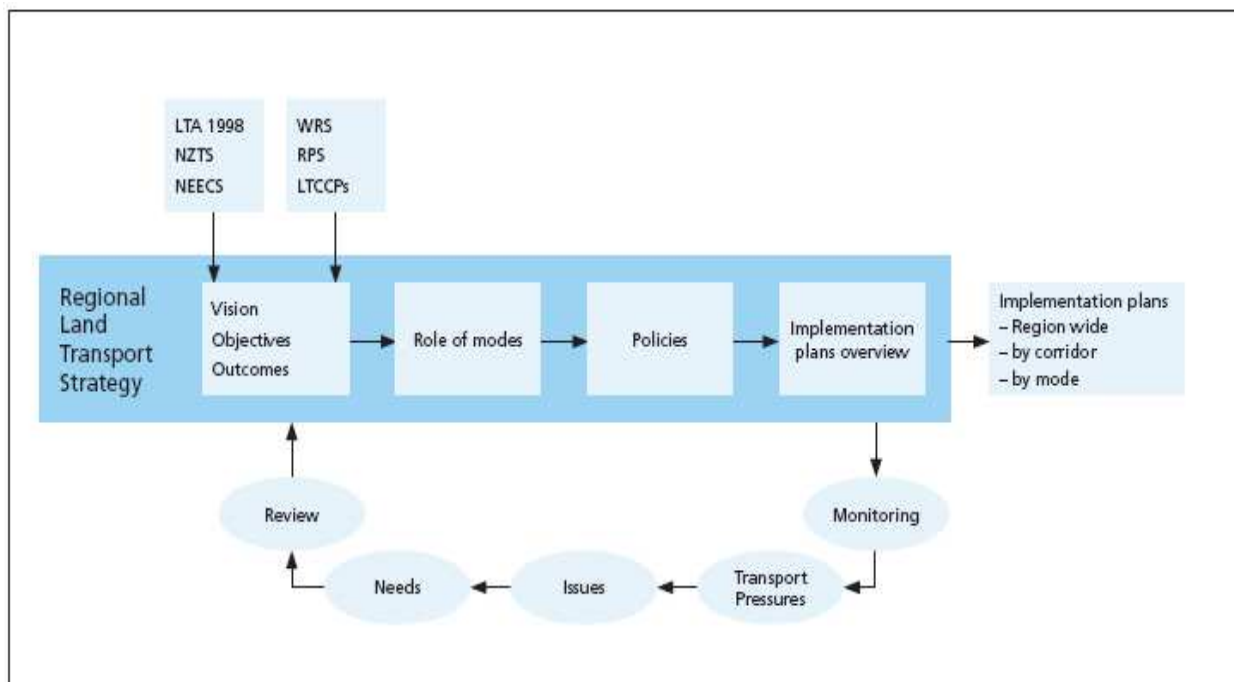 LTA 1998
NZTS
NEECS
WRS
RPS
LTCCPs
Regional
Land
Transport
Strategy
Vision
Objectives
Outcomes
Role of modes
Policies
Implementation
plans overview
Implementation plans
– Region wide
– by corridor
– by mode
Review
Needs
Issues
Transport
Pressures
Monitoring